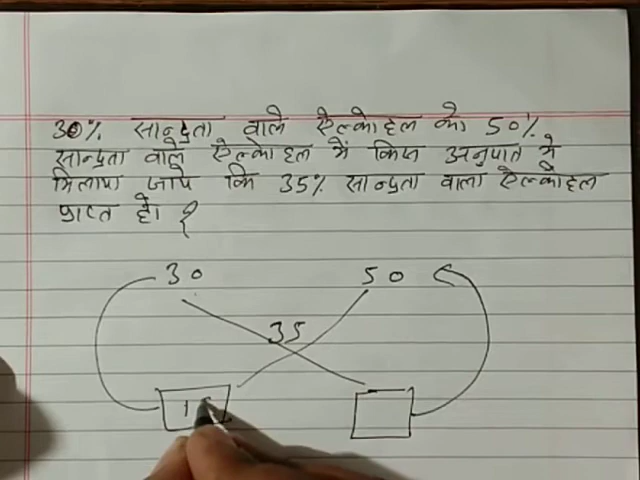 30% सान्द्रता वाले ऐल्कोहल को 50%
सान्द्रता वाले ऐल्कोहल में किस अनुपात में
मिलाया जाये कि 35% सान्द्रता वाला ऐल्कोहल
प्राप्त हो ?
30 50
35